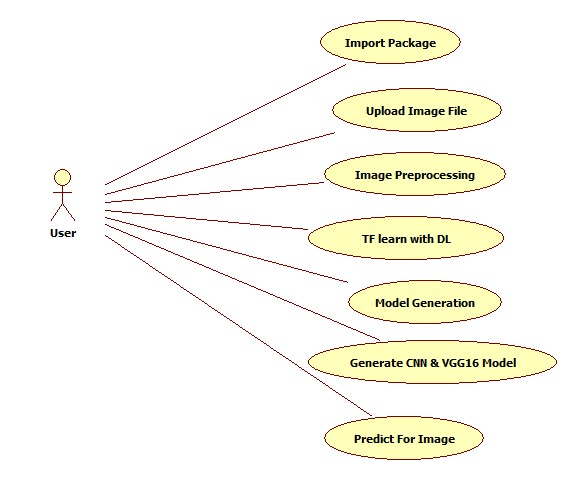 Import Package
Upload Image File
Image Preprocessing
User
TF learn with DL
Model Generation
Generate CNN & VGG16 Model
Predict For Image